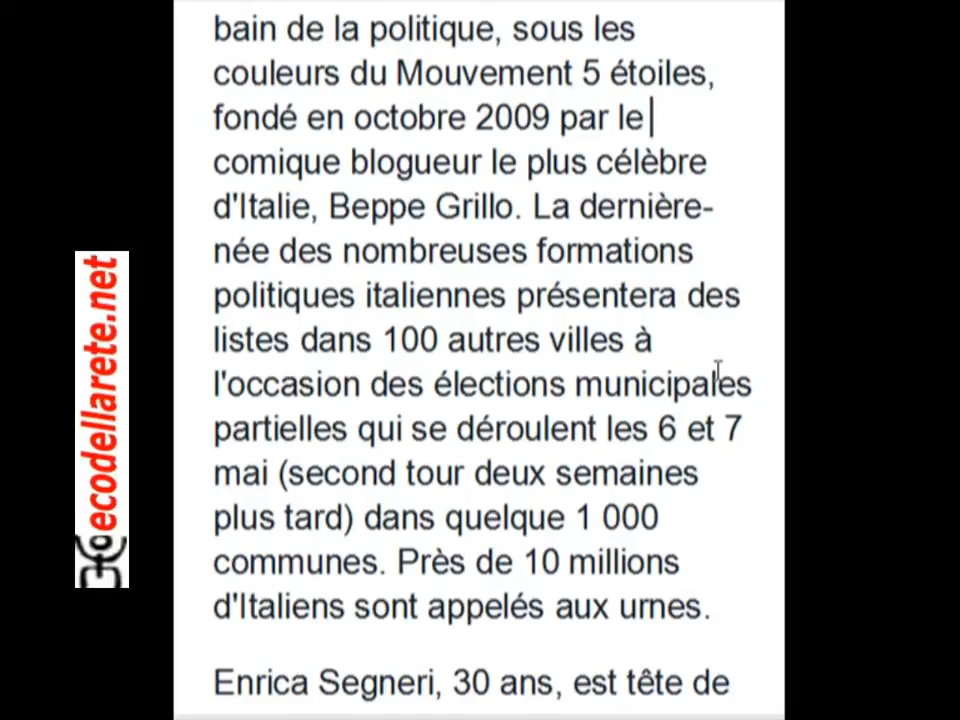 bain de la politique, sous les
couleurs du Mouvement 5 étoiles,
fondé en octobre 2009 par le
comique blogueur le plus célèbre
d'Italie, Beppe Grillo. La dernière-
née des nombreuses formations
politiques italiennes présentera des
listes dans 100 autres villes à
l'occasion des élections municipales
partielles qui se déroulent les 6 et 7
mai (second tour deux semaines
plus tard) dans quelque 1 000
communes. Près de 10 millions
d'Italiens sont appelés aux urnes.
Enrica Segneri, 30 ans, est tête de
ecodellarete.net